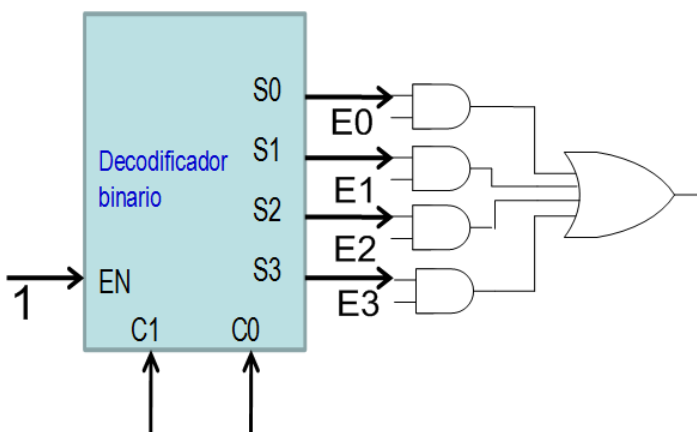 S0
E0
S1
Decodificador
binario
E1
S2
E2
S3
1
EN
E3
C1
C0